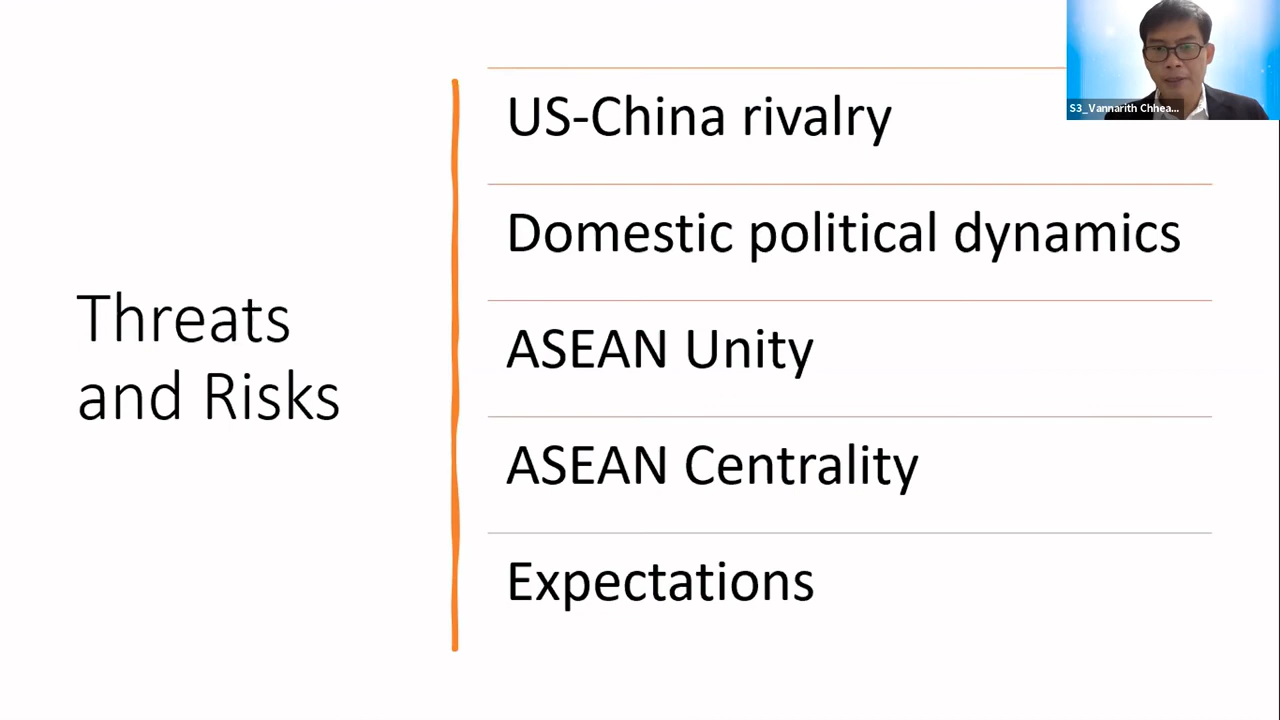 S3_Vannarith Chhea...
US-China rivalry
Domestic political dynamics
Threats
and Risks
ASEAN Unity
ASEAN Centrality
Expectations